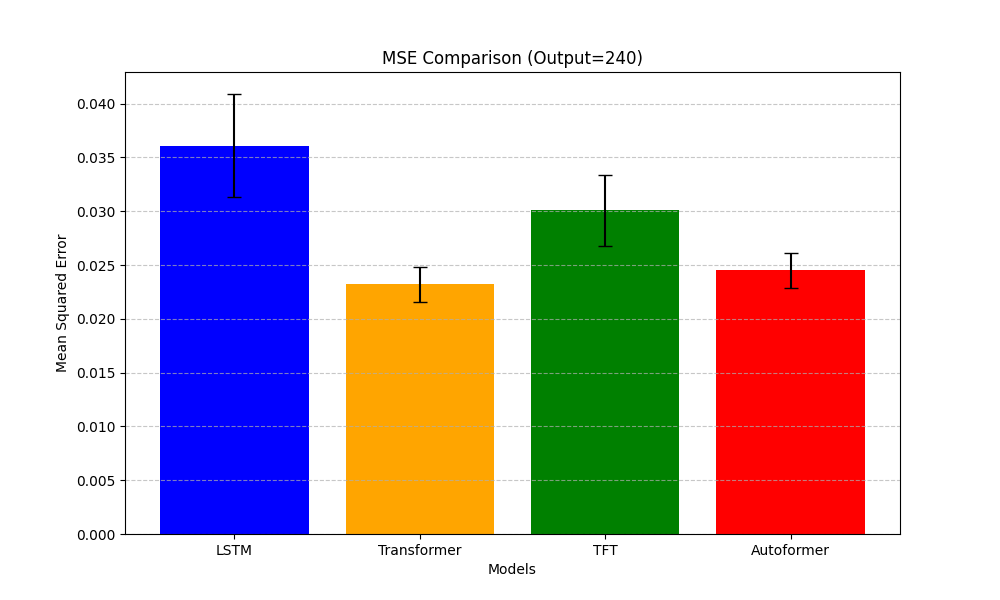 MSE Comparison (Output=240)
Mean Squared Error
0.040
0.035
0.030
0.025
0.020
0.015
0.010
0.005
0.000
LSTM
Transformer
TFT
Autoformer
Models